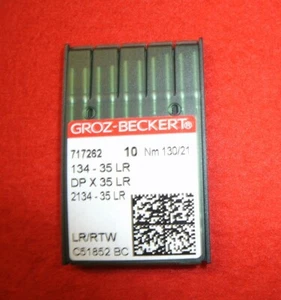 GROZ-BECKERT®
717262 10 Nm 130/21
134 - 35 LR
DP X 35 LR
2134 - 35 LR
LR/RTW
C51852 BC